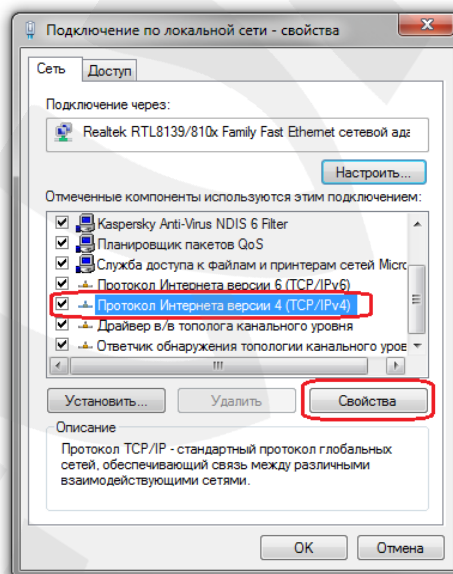 Подключение по локальной сети - свойства
Сеть
Доступ
Подключение через:
Realtek RTL8139/810x Family Fast Ethernet сетевой ада
Настроить...
Отмеченные компоненты используются этим подключением:
Kaspersky Anti-Virus NDIS 6 Filter
Планировщик пакетов QoS
Служба доступа к файлам и принтерам сетей Micro
Протокол Интернета версии 6 (TCP/IPv6)
Протокол Интернета версии 4 (TCP/IPv4)
Драйвер в/в тополога канального уровня
Ответчик обнаружения топологии канального уров
Установить...
Удалить
Свойства
Описание
Протокол TCP/IP - стандартный протокол глобальных
сетей, обеспечивающий связь между различными
взаимодействующими сетями.
OK
Отмена